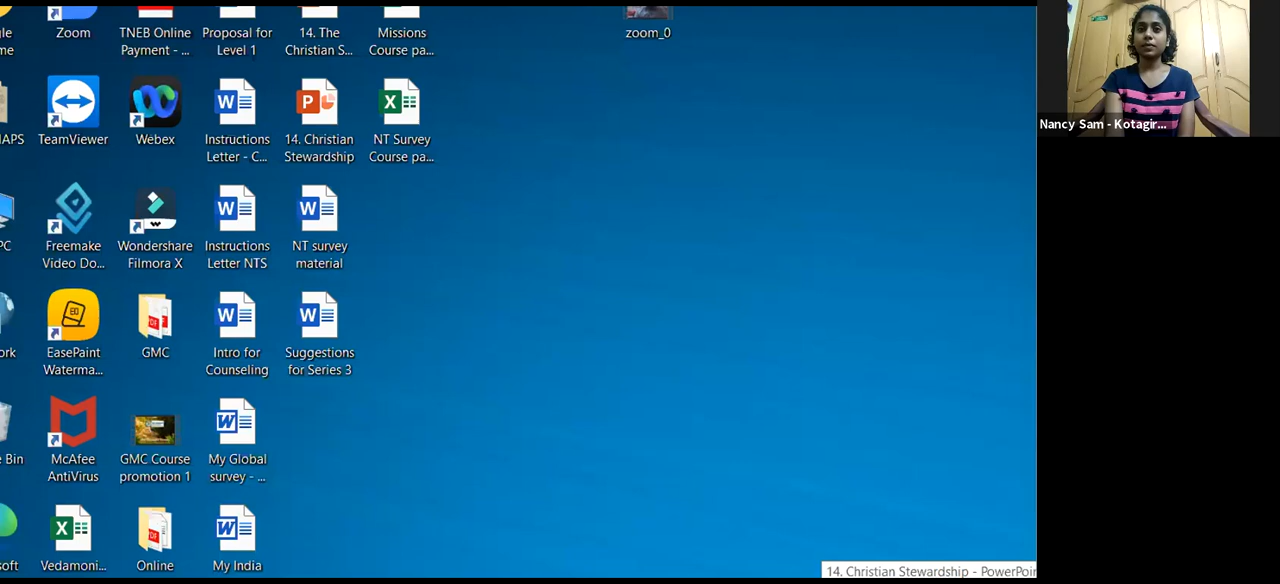 gle
me
Zoom
TNEB Online
Payment - ...
Proposal for
Level 1
14. The
Christian S...
Missions
Course pa...
zoom_0
APS
TeamViewer
Webex
Instructions
Letter - C...
14. Christian
Stewardship
NT Survey
Course pa...
PC
Freemake
Video Do...
Wondershare
Filmora X
Instructions
Letter NTS
NT survey
material
ork
EasePaint
Waterma...
GMC
Intro for
Counseling
Suggestions
for Series 3
e Bin
McAfee
AntiVirus
GMC Course
promotion 1
My Global
survey - ...
soft
Vedamoni...
Online
My India
14. Christian Stewardship - PowerPoin
Nancy Sam - Kotagir...